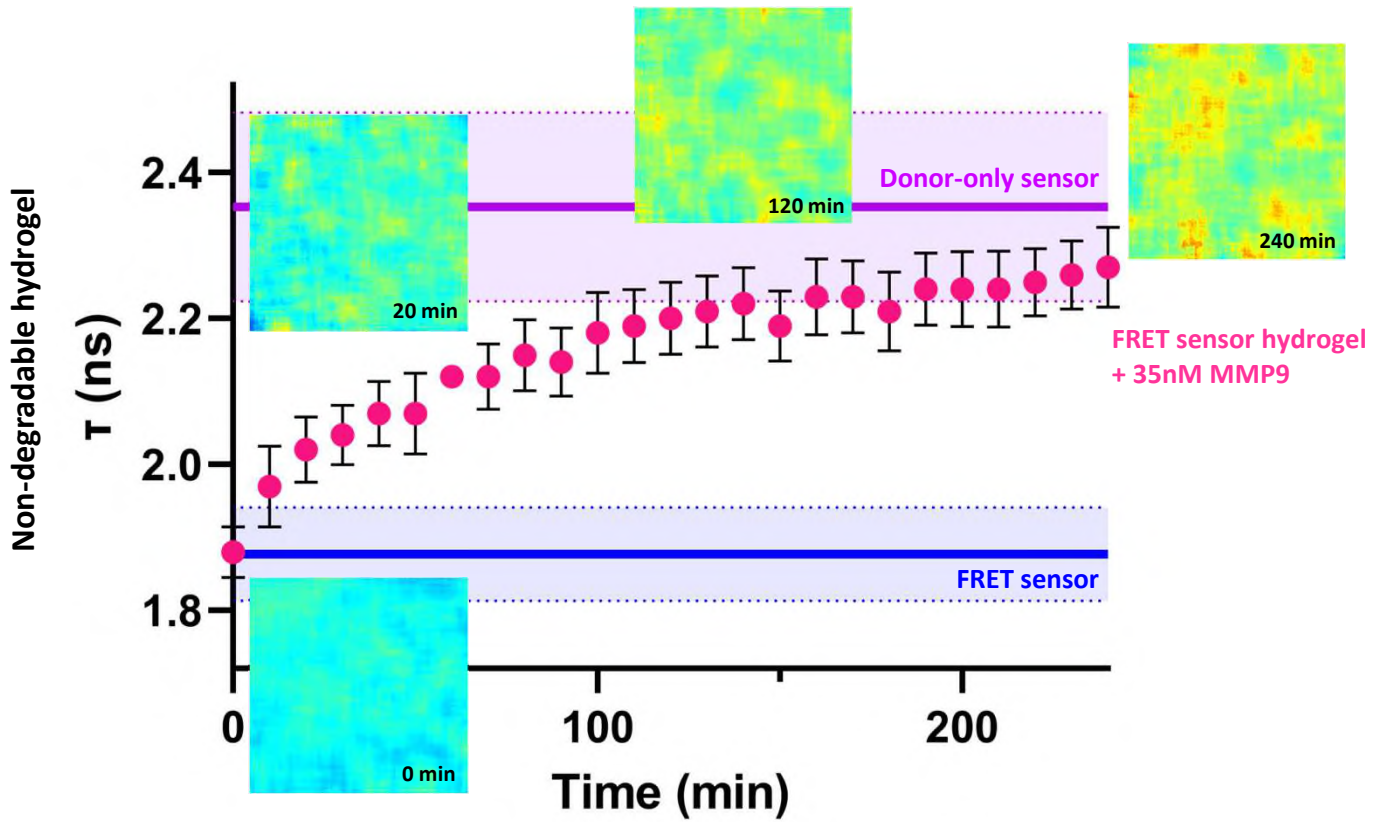 Non-degradable hydrogel
τ (ns)
2.4
2.2
2.0
1.8
20 min
120 min
240 min
Donor-only sensor
FRET sensor hydrogel
+ 35nM MMP9
FRET sensor
0 min
0
100
200
Time (min)